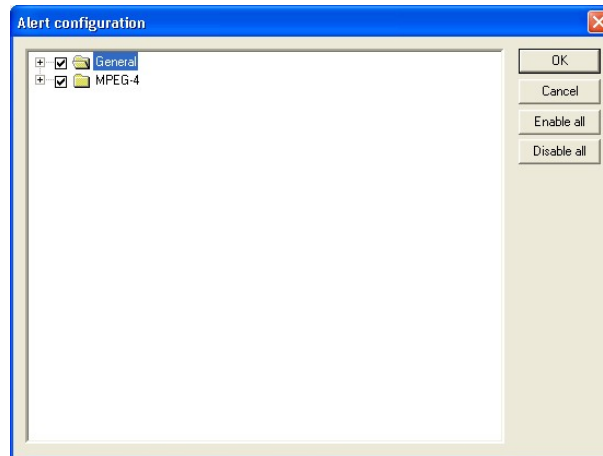 Alert configuration
General
MPEG-4
OK
Cancel
Enable all
Disable all